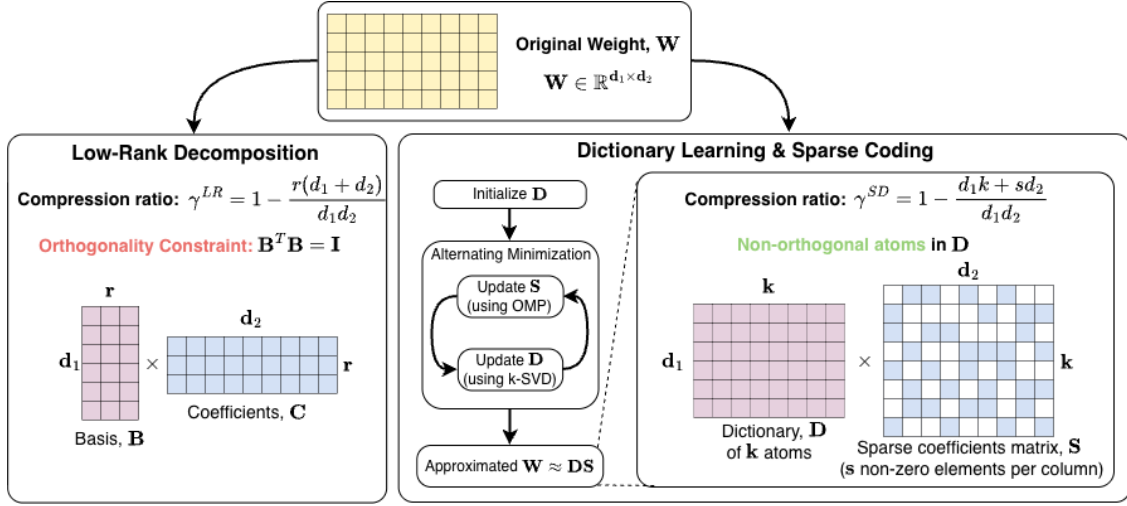 Original Weight, W
W ∈ ℝ^{d₁×d₂}
Low-Rank Decomposition
Compression ratio: γ^{LR} = 1 − r(d₁ + d₂) / d₁d₂
Orthogonality Constraint: BᵀB = I
r
d₂
d₁
×
r
Coefficients, C
Basis, B
Dictionary Learning & Sparse Coding
Initialize D
Alternating Minimization
Update S
(using OMP)
Update D
(using k-SVD)
Approximated W ≈ DS
Compression ratio: γ^{SD} = 1 − d₁k + sd₂ / d₁d₂
Non-orthogonal atoms in D
d₂
k
d₁
×
k
Dictionary, D
of k atoms
Sparse coefficients matrix, S
(s non-zero elements per column)